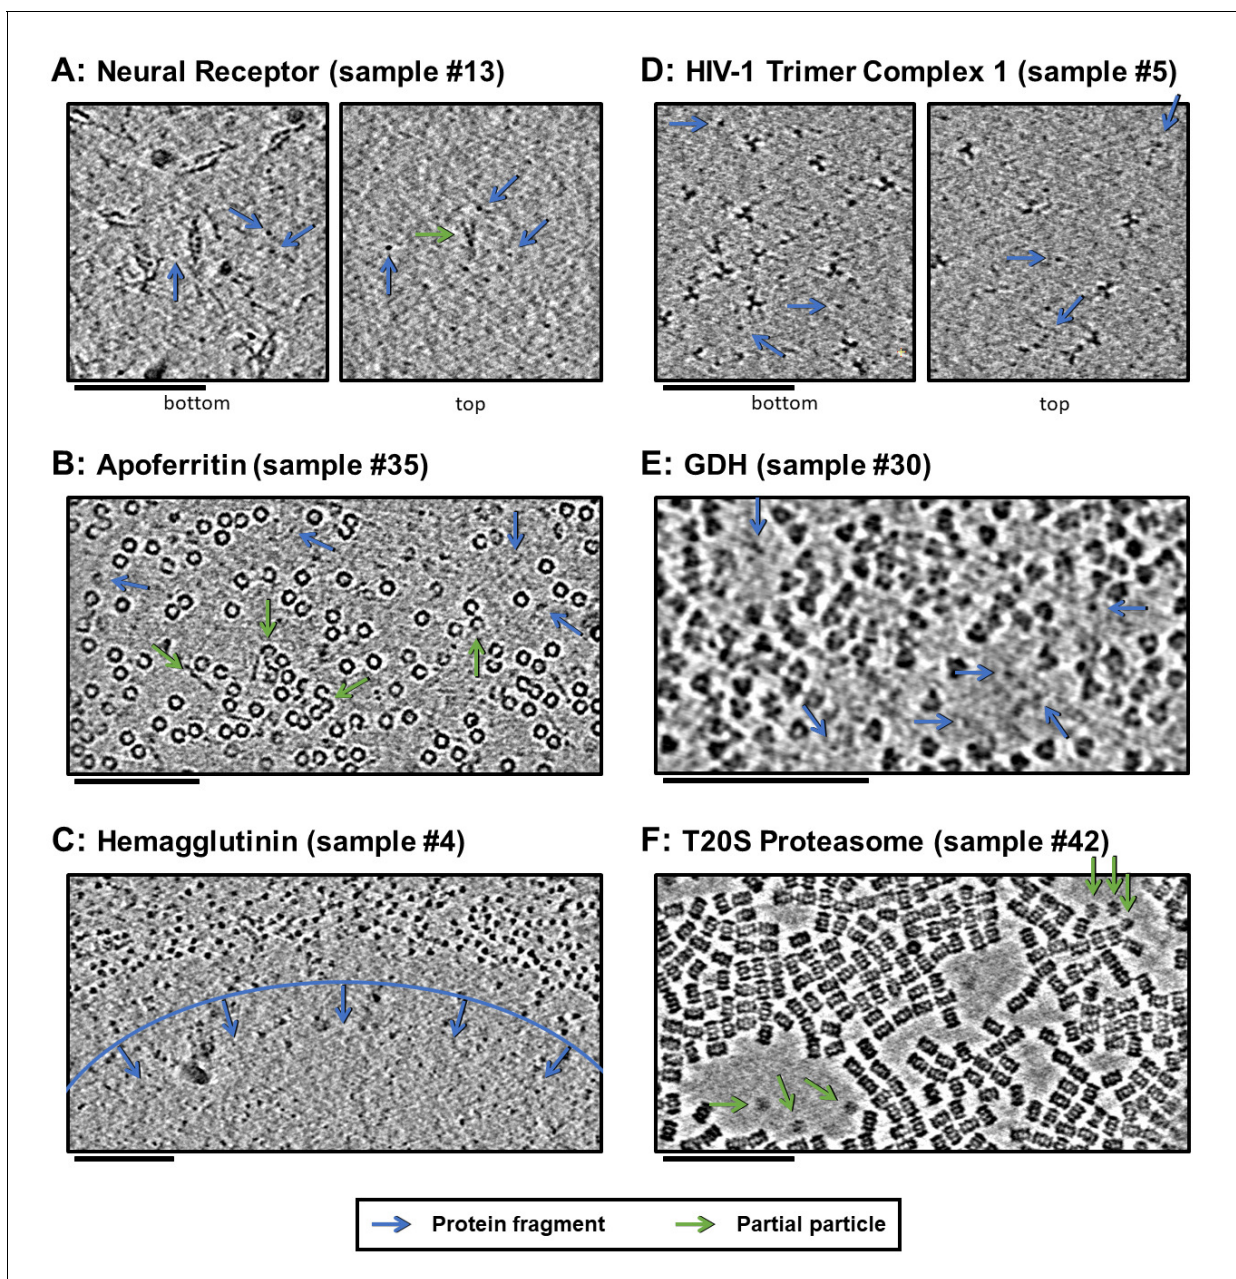 A: Neural Receptor (sample #13)
bottom
top
B: Apoferritin (sample #35)
C: Hemagglutinin (sample #4)
D: HIV-1 Trimer Complex 1 (sample #5)
bottom
top
E: GDH (sample #30)
F: T20S Proteasome (sample #42)
Protein fragment
Partial particle